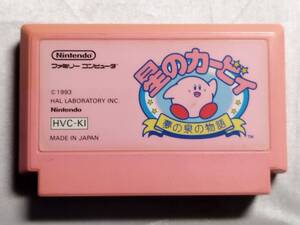 Nintendo
ファミリー コンピュータ
©1993
HAL LABORATORY INC.
Nintendo
HVC-KI
MADE IN JAPAN
星のカービィ
夢の泉の物語
TM